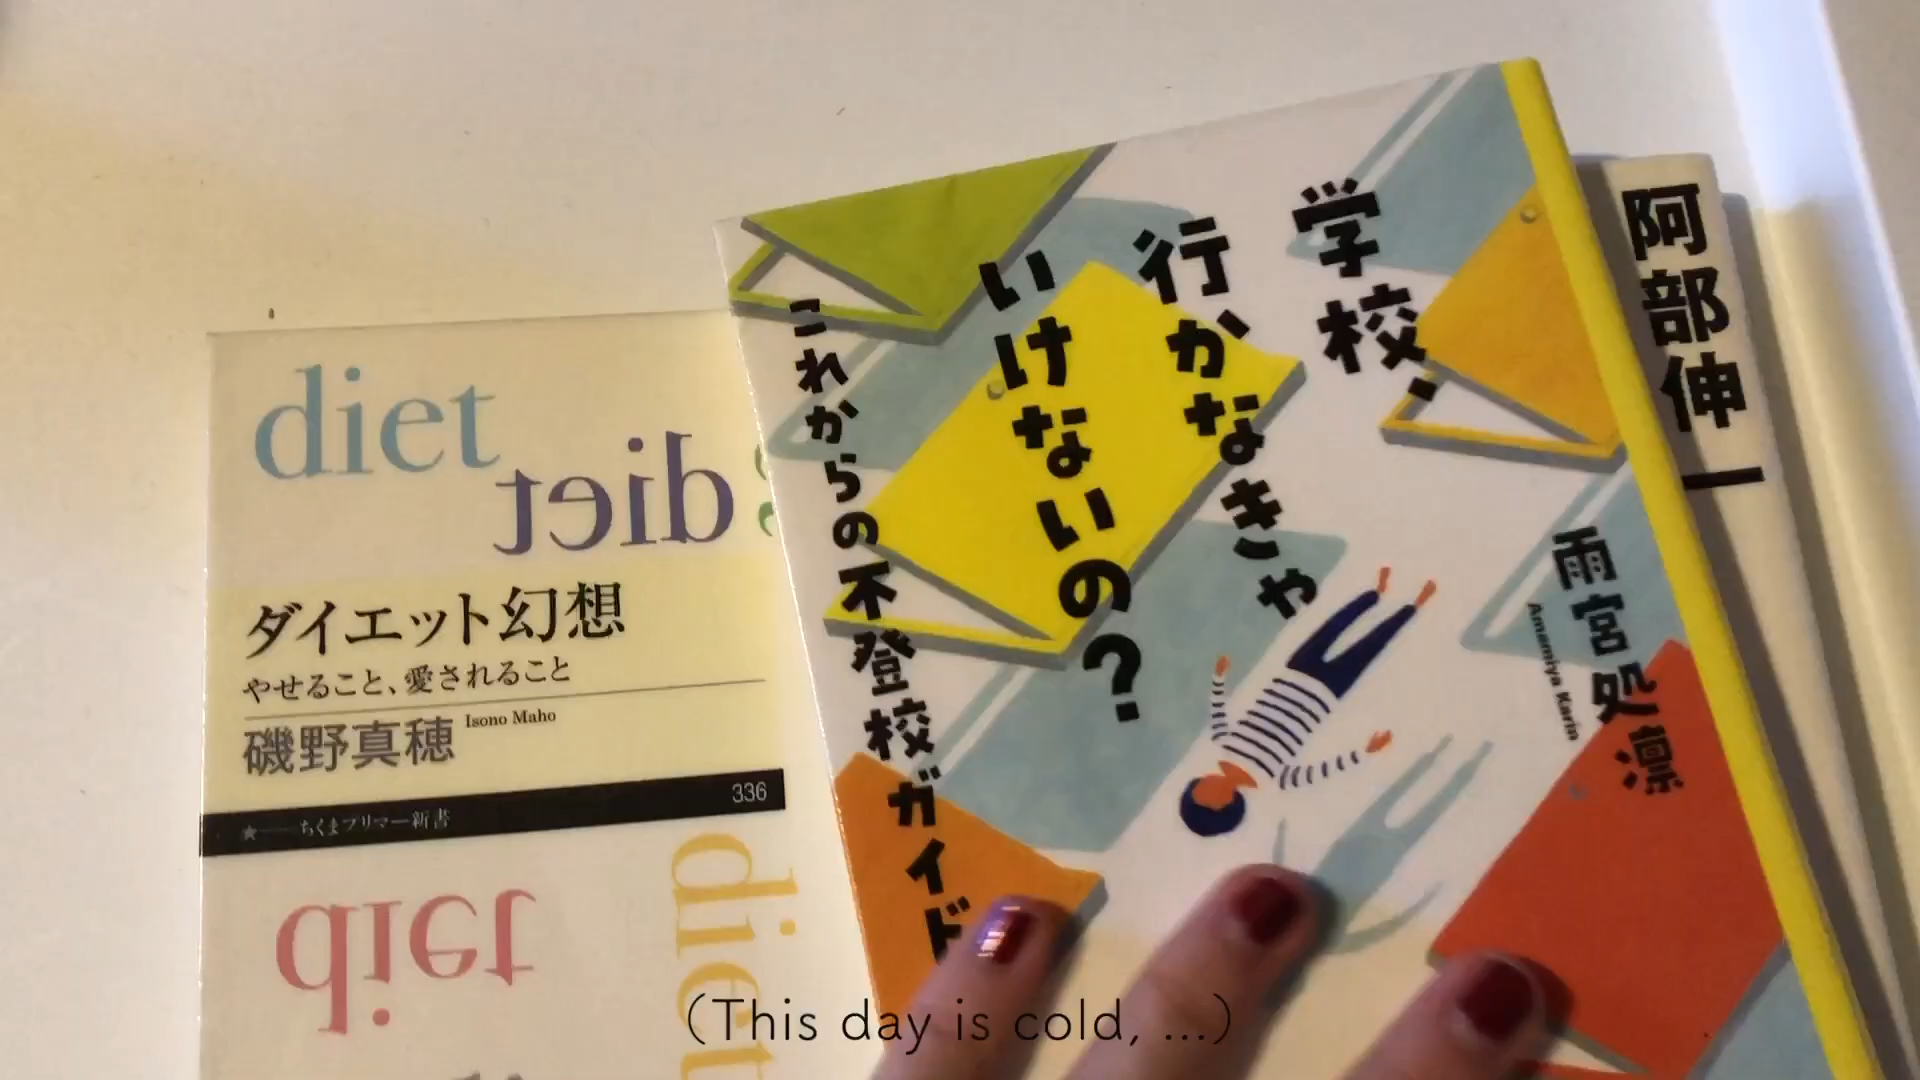 diet
diet
ダイエット幻想
やせること、愛されること
磯野真穂 Isono Maho
336
★ ちくまプリマー新書
diet
diet
学校、
行かなきゃ
いけないの?
これからの不登校ガイド
雨宮処凛
Amamiya Karin
阿部伸一
(This day is cold, ...)